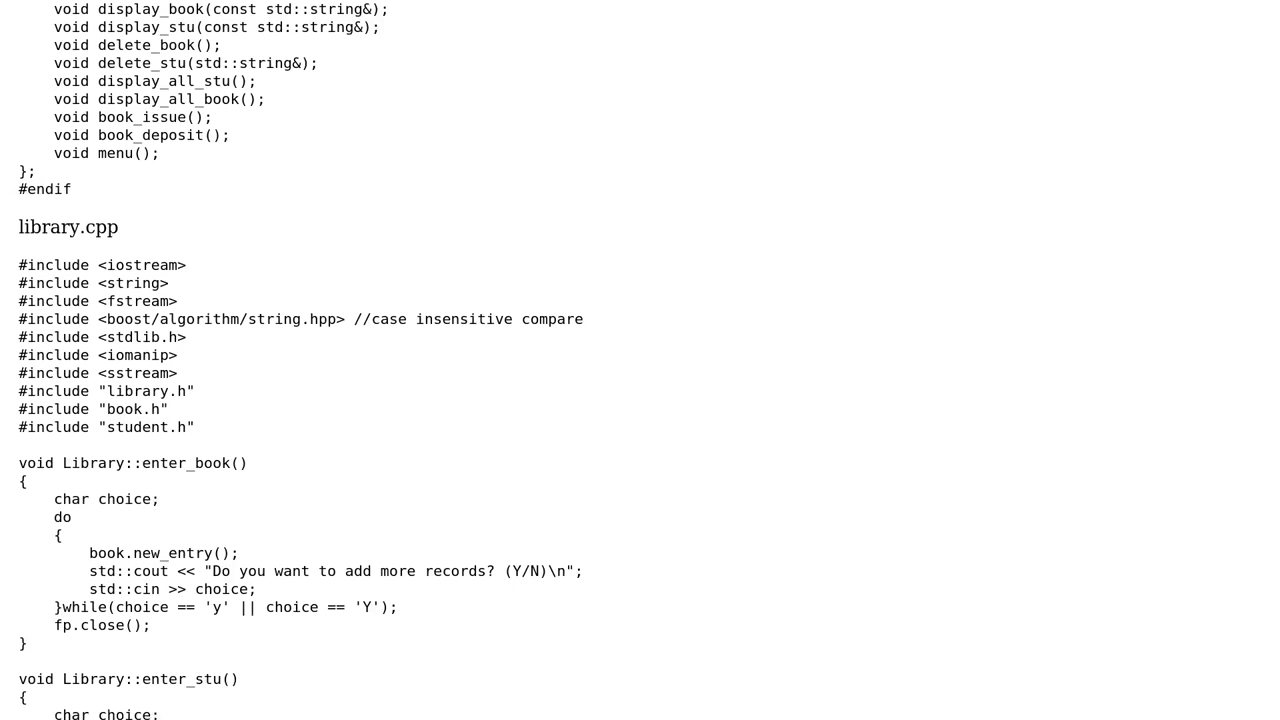 void display_book(const std::string&);
    void display_stu(const std::string&);
    void delete_book();
    void delete_stu(std::string&);
    void display_all_stu();
    void display_all_book();
    void book_issue();
    void book_deposit();
    void menu();
};
#endif
library.cpp
#include <iostream>
#include <string>
#include <fstream>
#include <boost/algorithm/string.hpp> //case insensitive compare
#include <stdlib.h>
#include <iomanip>
#include <sstream>
#include "library.h"
#include "book.h"
#include "student.h"

void Library::enter_book()
{
    char choice;
    do
    {
        book.new_entry();
        std::cout << "Do you want to add more records? (Y/N)\n";
        std::cin >> choice;
    }while(choice == 'y' || choice == 'Y');
    fp.close();
}

void Library::enter_stu()
{
    char choice;